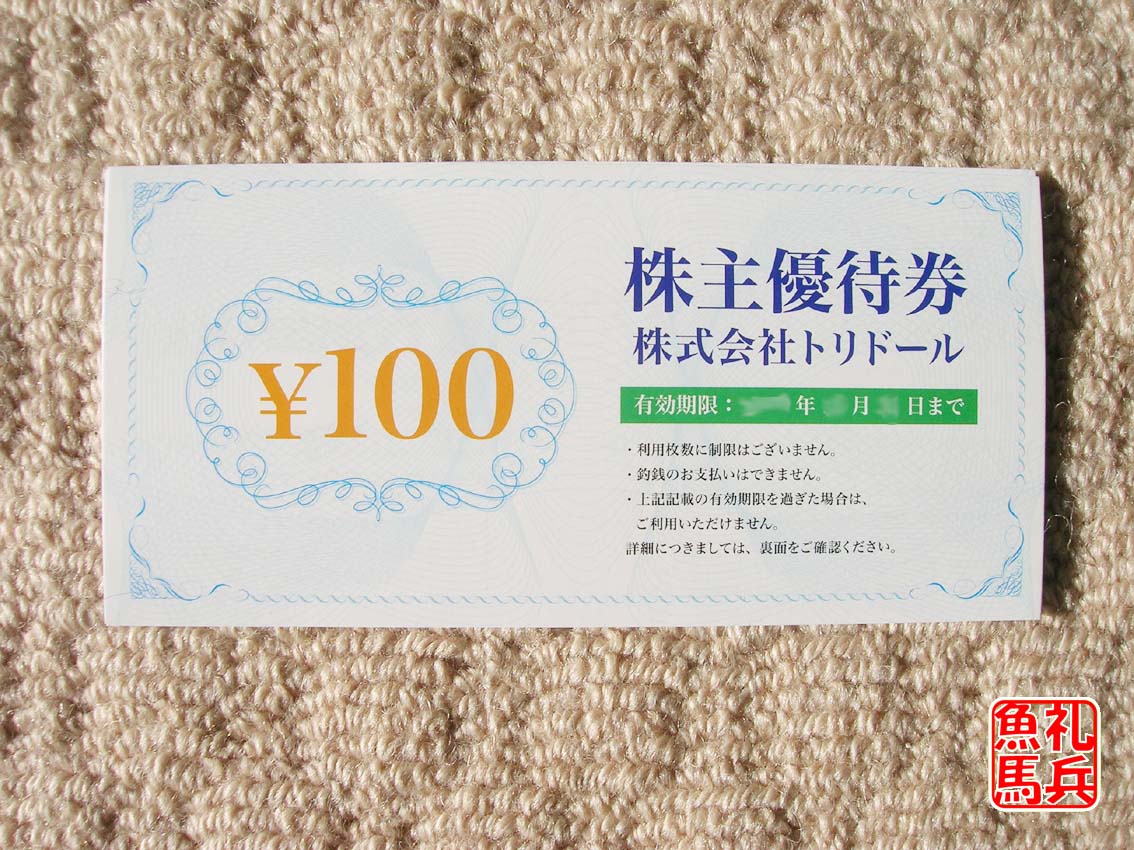 ¥100
株主優待券
株式会社トリドール
有効期限： 年 月 日まで
・利用枚数に制限はございません。
・釣銭のお支払いはできません。
・上記記載の有効期限を過ぎた場合は、
ご利用いただけません。
詳細につきましては、裏面をご確認ください。
礼兵
魚馬